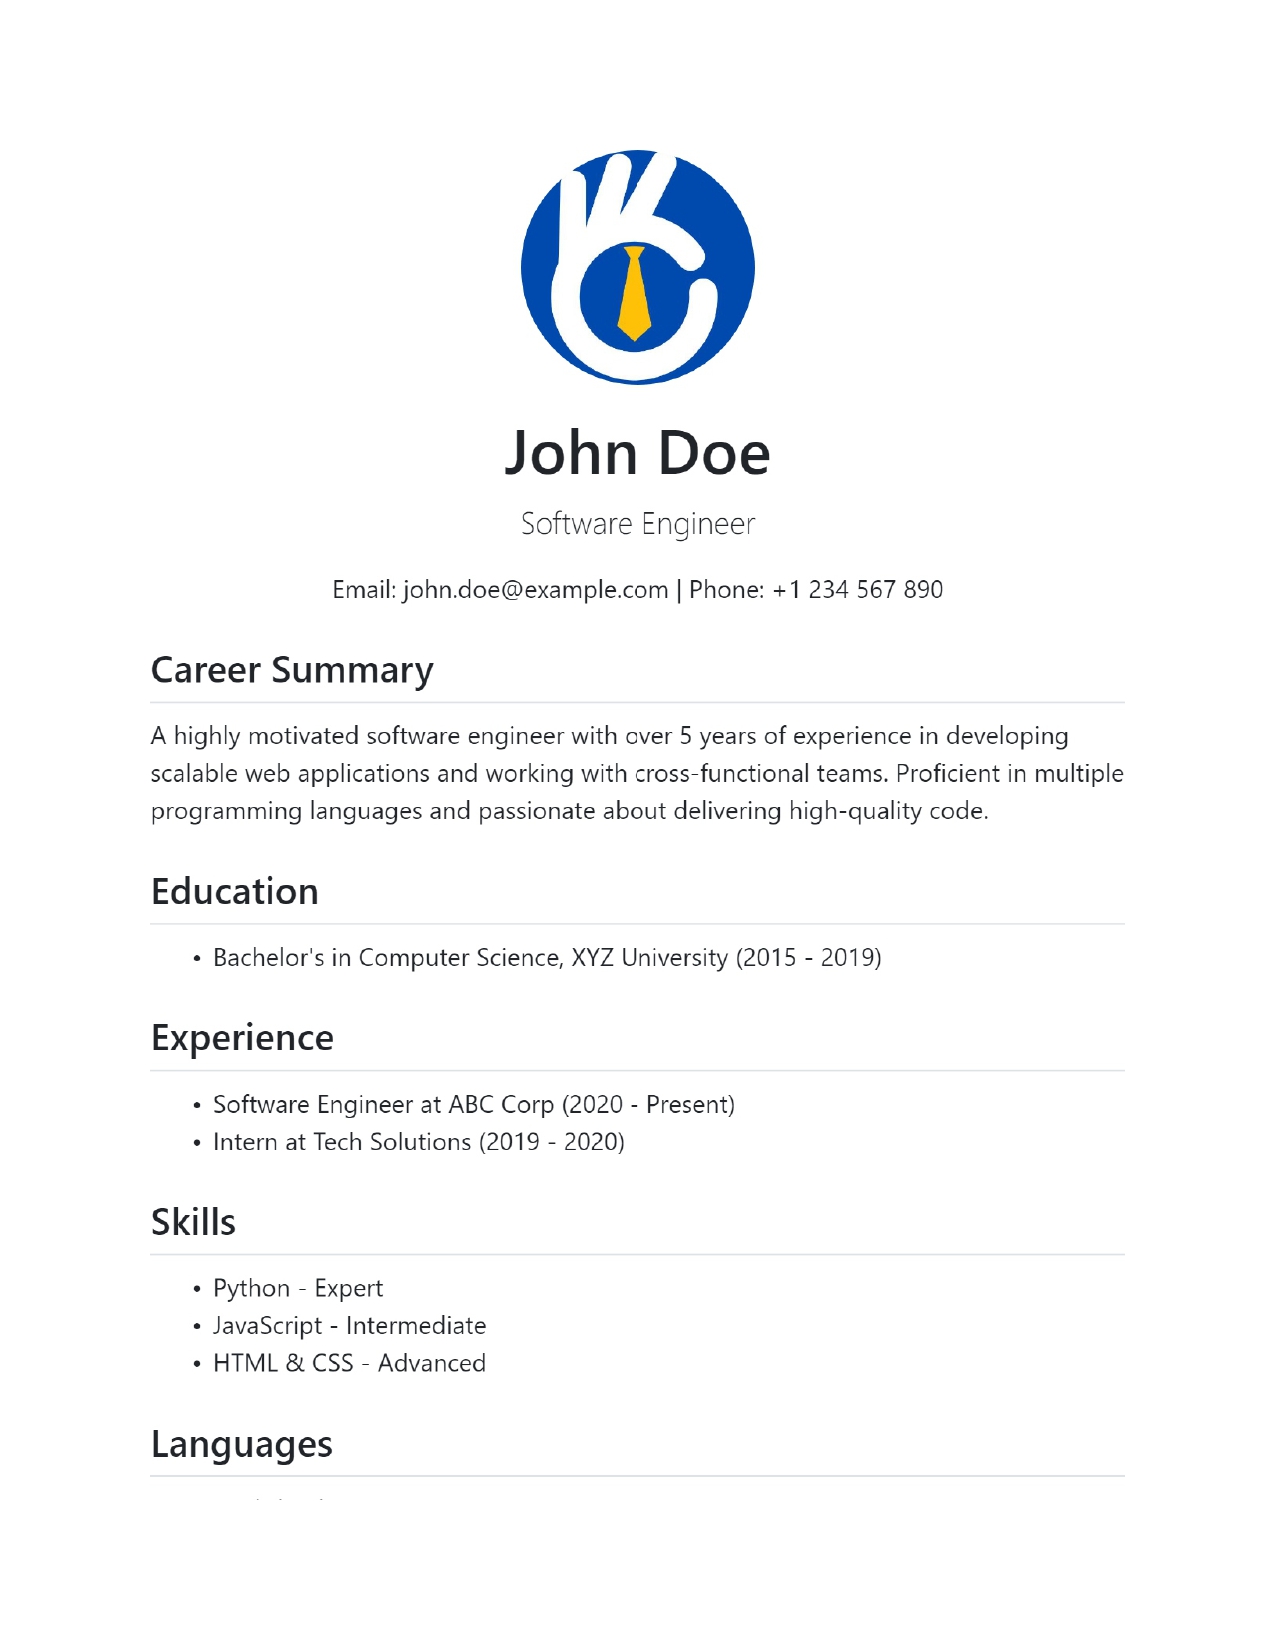 John Doe
Software Engineer
Email: john.doe@example.com | Phone: +1 234 567 890
Career Summary
A highly motivated software engineer with over 5 years of experience in developing
scalable web applications and working with cross-functional teams. Proficient in multiple
programming languages and passionate about delivering high-quality code.
Education
• Bachelor's in Computer Science, XYZ University (2015 - 2019)
Experience
• Software Engineer at ABC Corp (2020 - Present)
• Intern at Tech Solutions (2019 - 2020)
Skills
• Python - Expert
• JavaScript - Intermediate
• HTML & CSS - Advanced
Languages